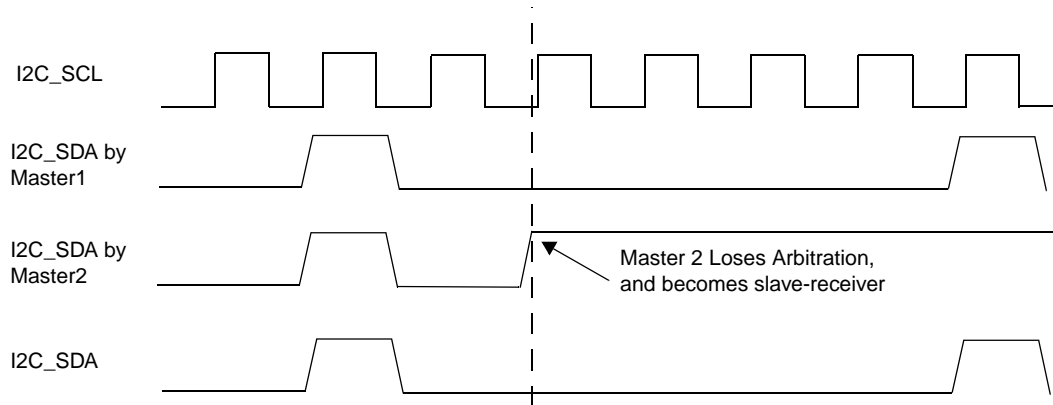 I2C_SCL
I2C_SDA by
Master1
I2C_SDA by
Master2
Master 2 Loses Arbitration,
and becomes slave-receiver
I2C_SDA